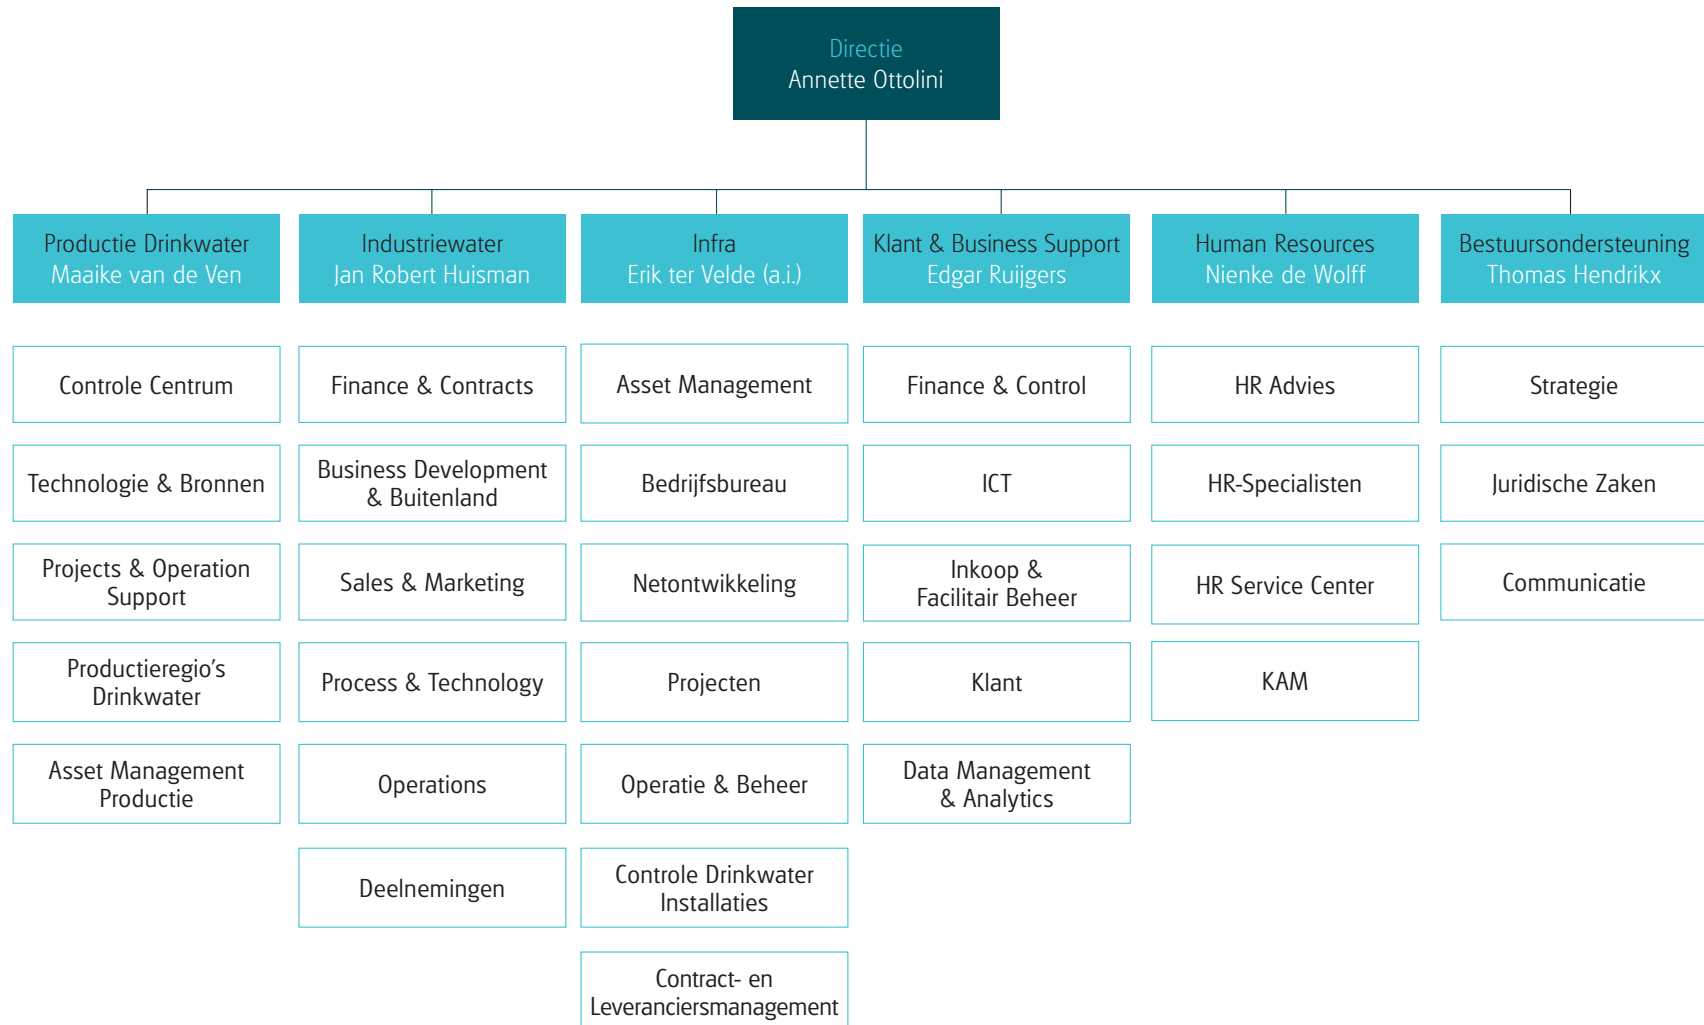 Directie
Annette Ottolini
Productie Drinkwater
Maaike van de Ven
Industriewater
Jan Robert Huisman
Infra
Erik ter Velde (a.i.)
Klant & Business Support
Edgar Ruijgers
Human Resources
Nienke de Wolff
Bestuursondersteuning
Thomas Hendrikx
Controle Centrum
Technologie & Bronnen
Projects & Operation
Support
Productieregio's
Drinkwater
Asset Management
Productie
Finance & Contracts
Business Development
& Buitenland
Sales & Marketing
Process & Technology
Operations
Deelnemingen
Asset Management
Bedrijfsbureau
Netontwikkeling
Projecten
Operatie & Beheer
Controle Drinkwater
Installaties
Contract- en
Leveranciersmanagement
Finance & Control
ICT
Inkoop &
Facilitair Beheer
Klant
Data Management
& Analytics
HR Advies
HR-Specialisten
HR Service Center
KAM
Strategie
Juridische Zaken
Communicatie